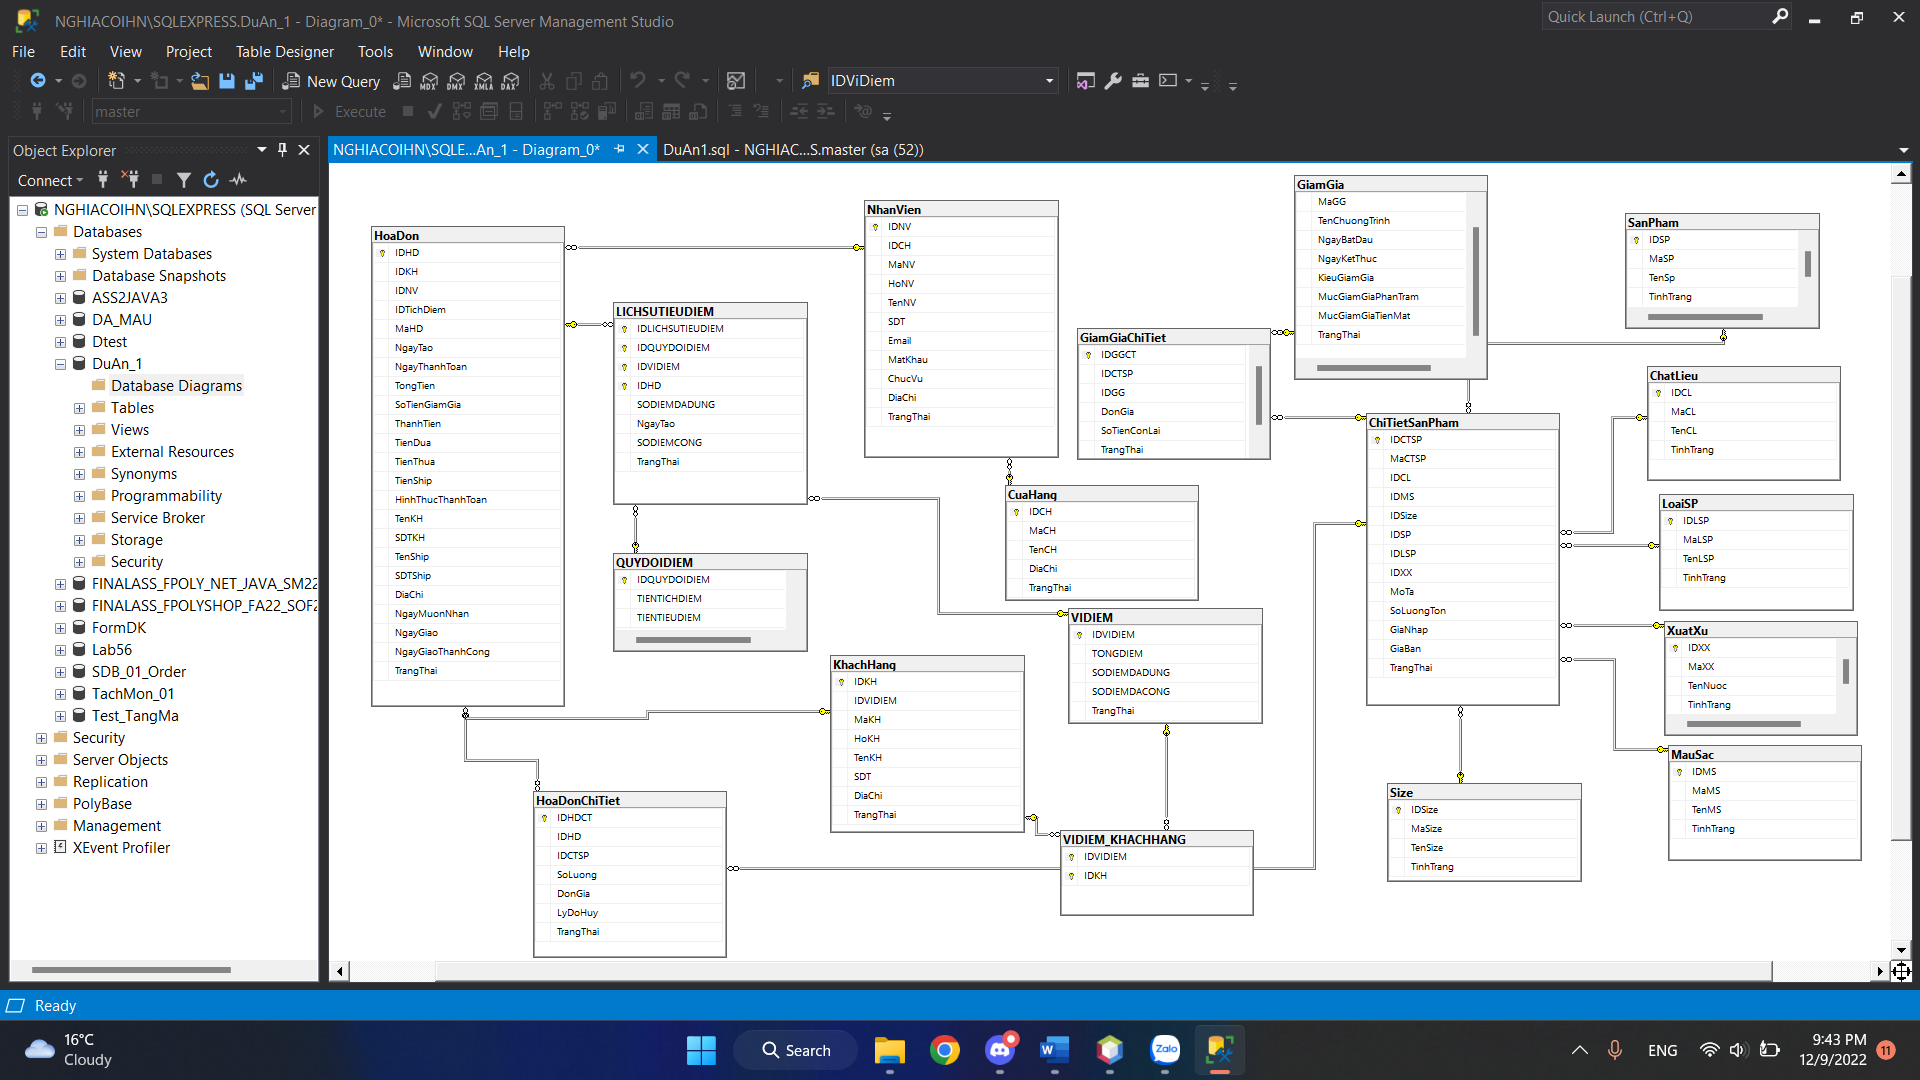 NGHIACOIHN\SQLEXPRESS.DuAn_1 - Diagram_0* - Microsoft SQL Server Management Studio
Quick Launch (Ctrl+Q)
File Edit View Project Table Designer Tools Window Help
New Query
MDX DMX XMLA DAX
IDViDiem
master
Execute
Object Explorer
NGHIACOIHN\SQLE...An_1 - Diagram_0*
DuAn1.sql - NGHIAC...S.master (sa (52))
Connect
NGHIACOIHN\SQLEXPRESS (SQL Server
Databases
System Databases
Database Snapshots
ASS2JAVA3
DA_MAU
Dtest
DuAn_1
Database Diagrams
Tables
Views
External Resources
Synonyms
Programmability
Service Broker
Storage
Security
FINALASS_FPOLY_NET_JAVA_SM22
FINALASS_FPOLYSHOP_FA22_SOF2
FormDK
Lab56
SDB_01_Order
TachMon_01
Test_TangMa
Security
Server Objects
Replication
PolyBase
Management
XEvent Profiler
HoaDon
IDHD
IDKH
IDNV
IDTichDiem
MaHD
NgayTao
NgayThanhToan
TongTien
SoTienGiamGia
ThanhTien
TienDua
TienThua
TienShip
HinhThucThanhToan
TenKH
SDTKH
TenShip
SDTShip
DiaChi
NgayMuonNhan
NgayGiao
NgayGiaoThanhCong
TrangThai
LICHSUTIEUDIEM
IDLICHSUTIEUDIEM
IDQUYDOIDIEM
IDVIDIEM
IDHD
SODIEMDADUNG
NgayTao
SODIEMCONG
TrangThai
QUYDOIDIEM
IDQUYDOIDIEM
TIENTICHDIEM
TIENTIEUDIEM
NhanVien
IDNV
IDCH
MaNV
HoNV
TenNV
SDT
Email
MatKhau
ChucVu
DiaChi
TrangThai
CuaHang
IDCH
MaCH
TenCH
DiaChi
TrangThai
VIDIEM
IDVIDIEM
TONGDIEM
SODIEMDADUNG
SODIEMDACONG
TrangThai
KhachHang
IDKH
IDVIDIEM
MaKH
HoKH
TenKH
SDT
DiaChi
TrangThai
HoaDonChiTiet
IDHDCT
IDHD
IDCTSP
SoLuong
DonGia
LyDoHuy
TrangThai
VIDIEM_KHACHHANG
IDVIDIEM
IDKH
GiamGia
MaGG
TenChuongTrinh
NgayBatDau
NgayKetThuc
KieuGiamGia
MucGiamGiaPhanTram
MucGiamGiaTienMat
TrangThai
GiamGiaChiTiet
IDGGCT
IDCTSP
IDGG
DonGia
SoTienConLai
TrangThai
ChiTietSanPham
IDCTSP
MaCTSP
IDCL
IDMS
IDSize
IDSP
IDLSP
IDXX
MoTa
SoLuongTon
GiaNhap
GiaBan
TrangThai
Size
IDSize
MaSize
TenSize
TinhTrang
SanPham
IDSP
MaSP
TenSp
TinhTrang
ChatLieu
IDCL
MaCL
TenCL
TinhTrang
LoaiSP
IDLSP
MaLSP
TenLSP
TinhTrang
XuatXu
IDXX
MaXX
TenNuoc
TinhTrang
MauSac
IDMS
MaMS
TenMS
TinhTrang
Ready
16°C
Cloudy
Search
Zalo
ENG
9:43 PM
12/9/2022
11